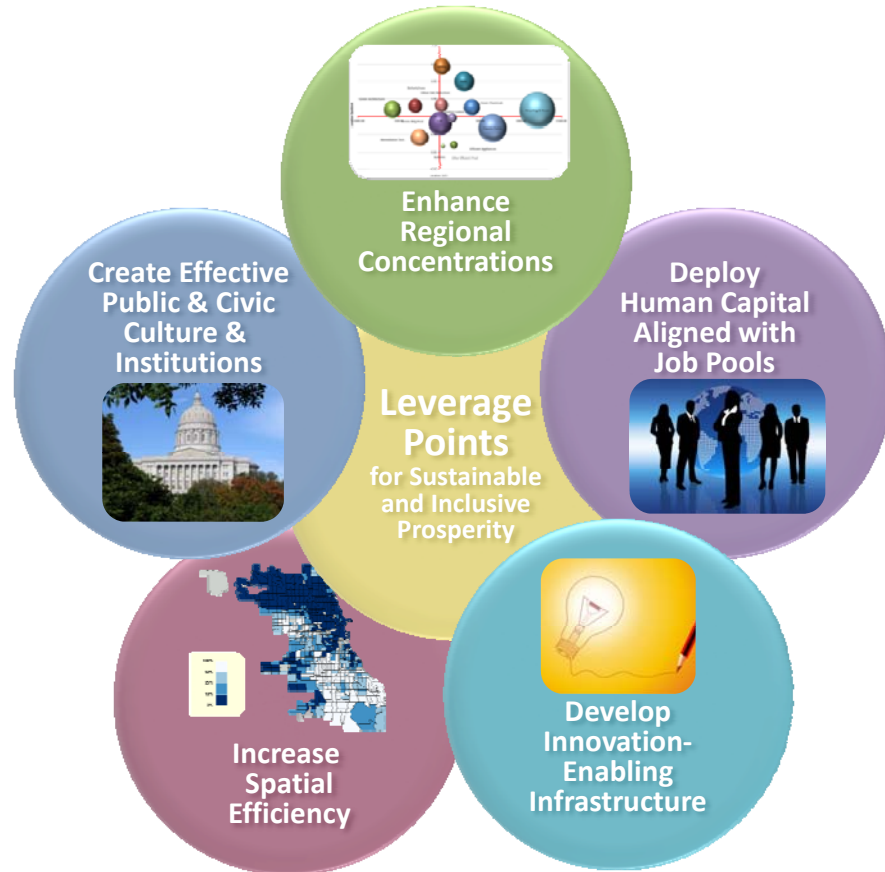 Enhance
Regional
Concentrations
Create Effective
Public & Civic
Culture &
Institutions
Deploy
Human Capital
Aligned with
Job Pools
Leverage
Points
for Sustainable
and Inclusive
Prosperity
Increase
Spatial
Efficiency
Develop
Innovation-
Enabling
Infrastructure